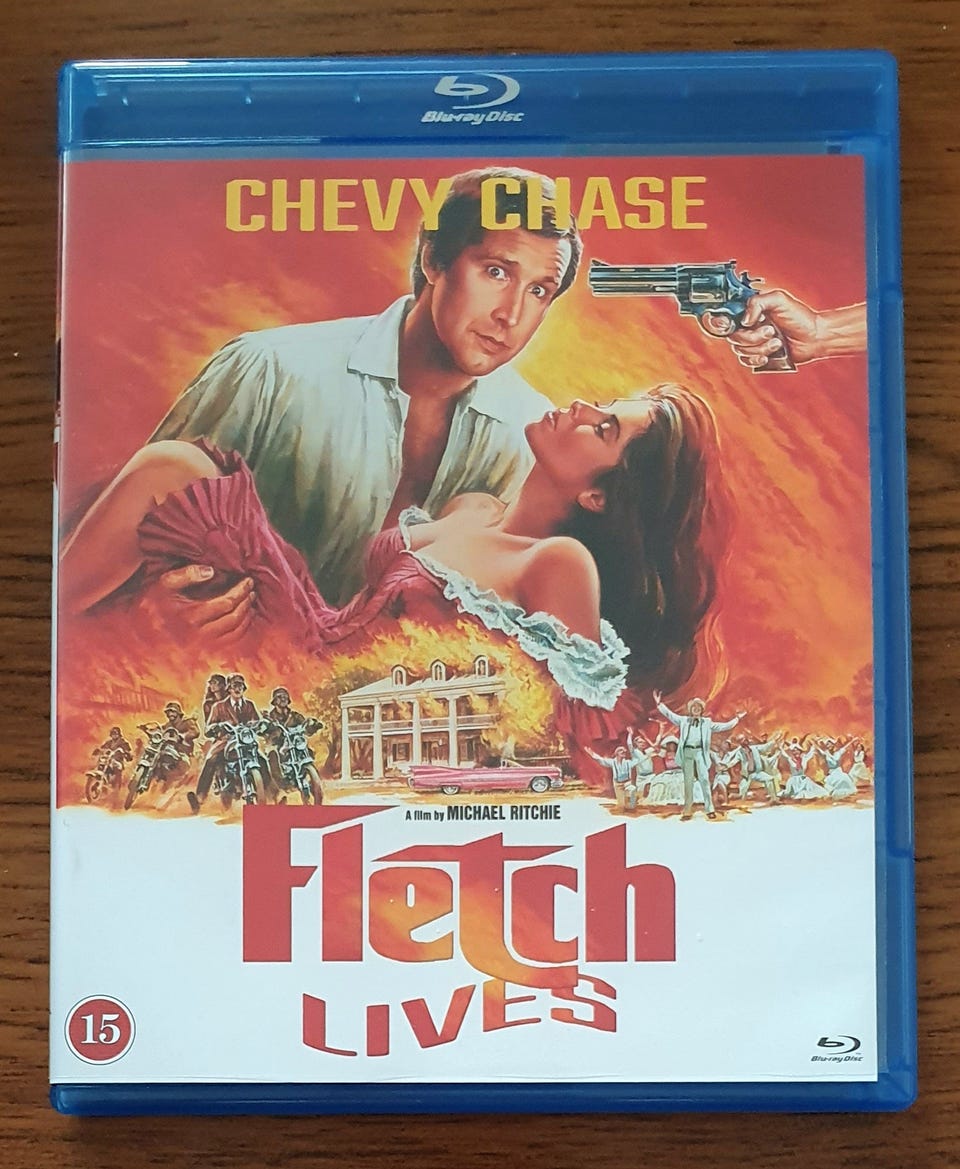 Blu-ray Disc
CHEVY CHASE
A film by MICHAEL RITCHIE
Fletch
LIVES
15
Blu-ray Disc